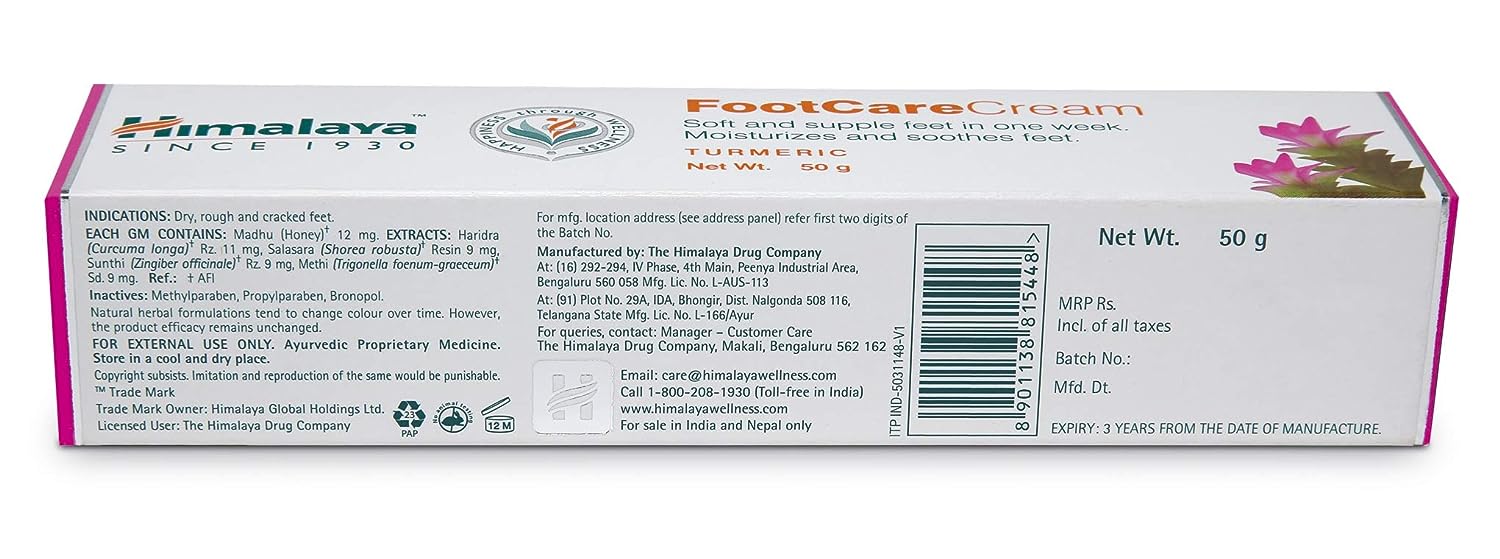 Himalaya™
SINCE 1930
HAPPINESS through WELLNESS
FootCareCream
Soft and supple feet in one week.
Moisturizes and soothes feet.
TURMERIC
Net Wt. 50 g
INDICATIONS: Dry, rough and cracked feet.
EACH GM CONTAINS: Madhu (Honey)† 12 mg. EXTRACTS: Haridra
(Curcuma longa)† Rz. 11 mg, Salasara (Shorea robusta)† Resin 9 mg,
Sunthi (Zingiber officinale)† Rz. 9 mg, Methi (Trigonella foenum-graeceum)†
Sd. 9 mg. Ref.: † AFI
Inactives: Methylparaben, Propylparaben, Bronopol.
Natural herbal formulations tend to change colour over time. However,
the product efficacy remains unchanged.
FOR EXTERNAL USE ONLY. Ayurvedic Proprietary Medicine.
Store in a cool and dry place.
Copyright subsists. Imitation and reproduction of the same would be punishable.
™ Trade Mark
Trade Mark Owner: Himalaya Global Holdings Ltd.
Licensed User: The Himalaya Drug Company
23
PAP
No animal testing
12 M
For mfg. location address (see address panel) refer first two digits of
the Batch No.
Manufactured by: The Himalaya Drug Company
At: (16) 292-294, IV Phase, 4th Main, Peenya Industrial Area,
Bengaluru 560 058 Mfg. Lic. No. L-AUS-113
At: (91) Plot No. 29A, IDA, Bhongir, Dist. Nalgonda 508 116,
Telangana State Mfg. Lic. No. L-166/Ayur
For queries, contact: Manager – Customer Care
The Himalaya Drug Company, Makali, Bengaluru 562 162
H
Email: care@himalayawellness.com
Call 1-800-208-1930 (Toll-free in India)
www.himalayawellness.com
For sale in India and Nepal only
ITP IND-5031148-V1
8 901138 815448 >
Net Wt. 50 g
MRP Rs.
Incl. of all taxes
Batch No.:
Mfd. Dt.
EXPIRY: 3 YEARS FROM THE DATE OF MANUFACTURE.